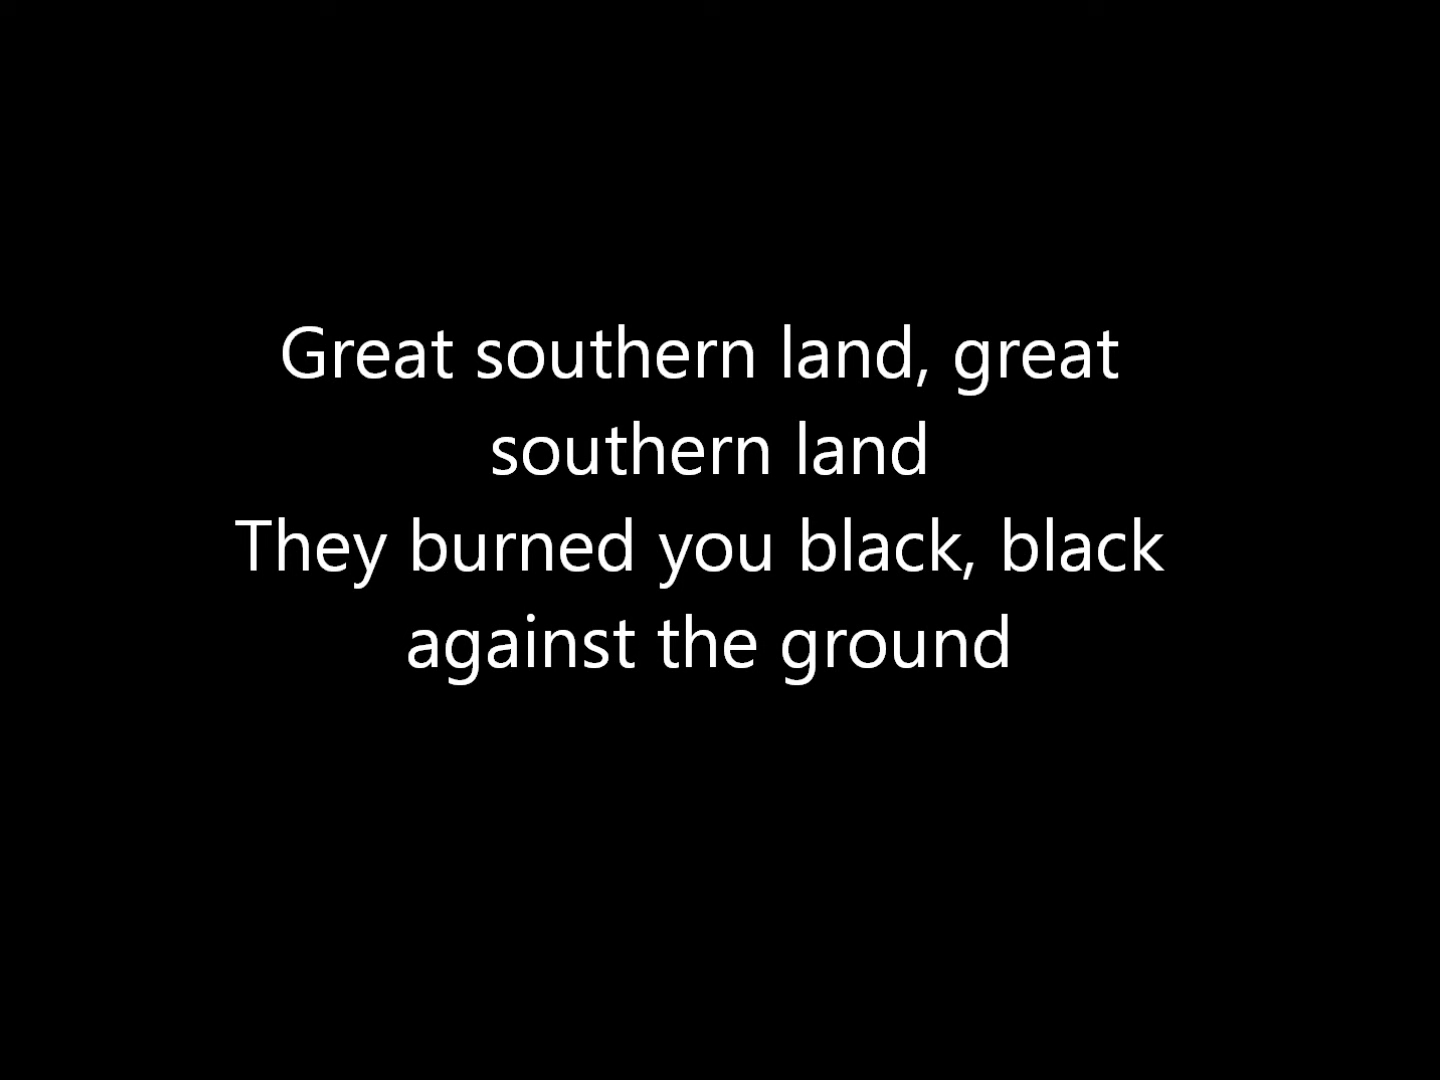 Great southern land, great
southern land
They burned you black, black
against the ground